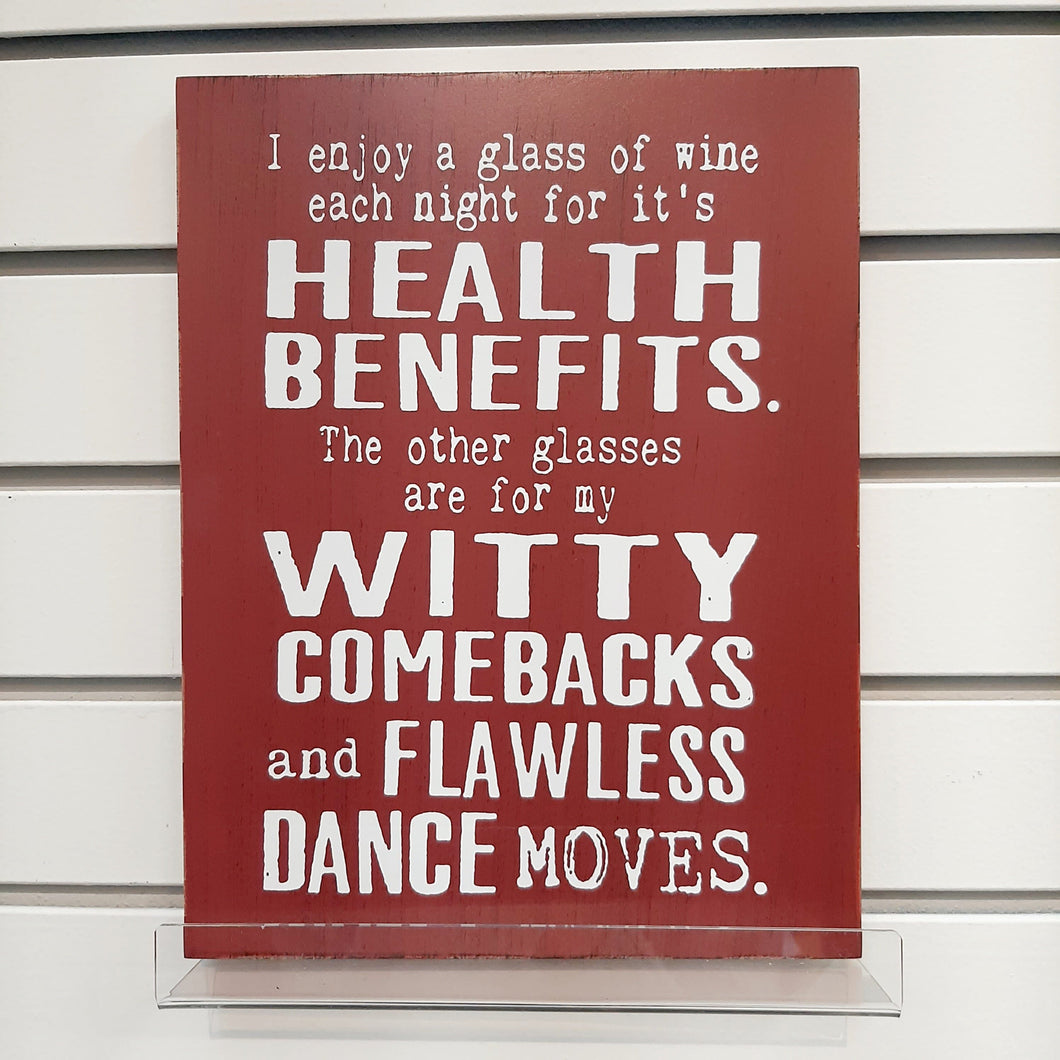 I enjoy a glass of wine
each night for it's
HEALTH
BENEFITS.
The other glasses
are for my
WITTY
COMEBACKS
and FLAWLESS
DANCE MOVES.